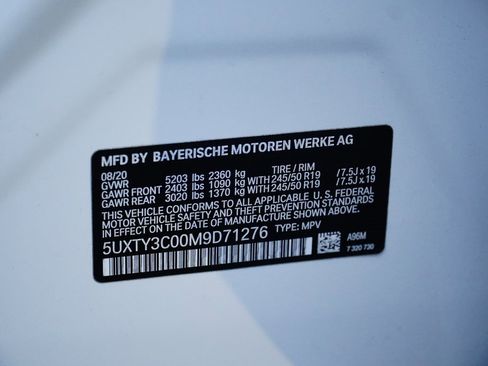 MFD BY BAYERISCHE MOTOREN WERKE AG
08/20 TIRE / RIM
GVWR 5203 lbs 2360 kg
GAWR FRONT 2403 lbs 1090 kg WITH 245/50 R19 /7.5J x 19
GAWR REAR 3020 lbs 1370 kg WITH 245/50 R19 /7.5J x 19
THIS VEHICLE CONFORMS TO ALL APPLICABLE U. S. FEDERAL
MOTOR VEHICLE SAFETY, BUMPER, AND THEFT PREVENTION STANDARDS
IN EFFECT ON THE DATE OF MANUFACTURE SHOWN ABOVE.
5UXTY3C00M9D71276 TYPE: MPV
A96M
7 320 730